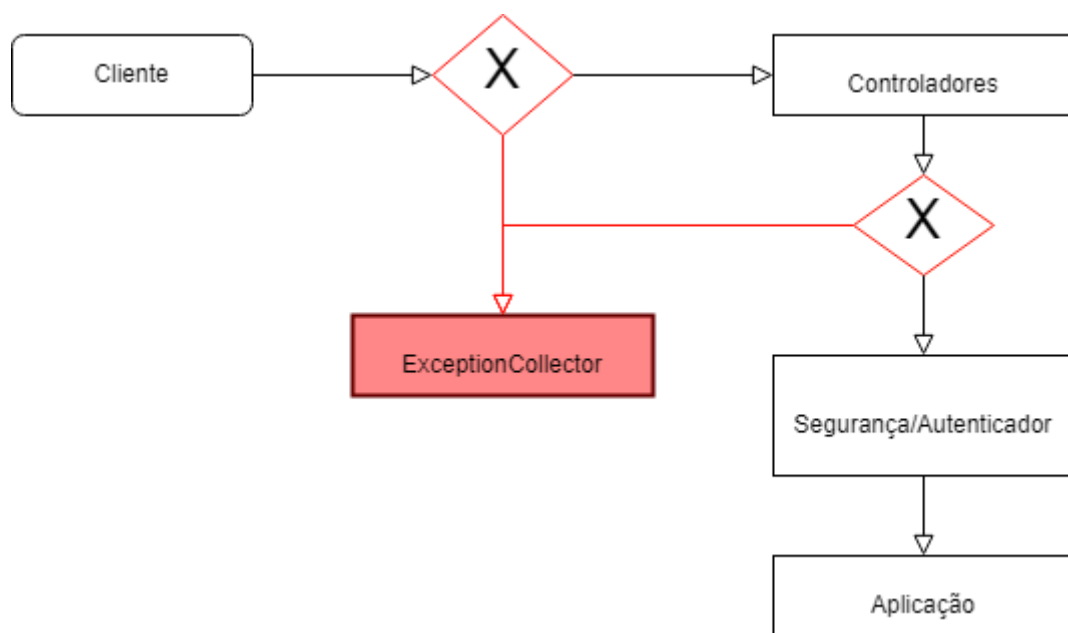 Cliente
X
Controladores
X
ExceptionCollector
Segurança/Autenticador
Aplicação